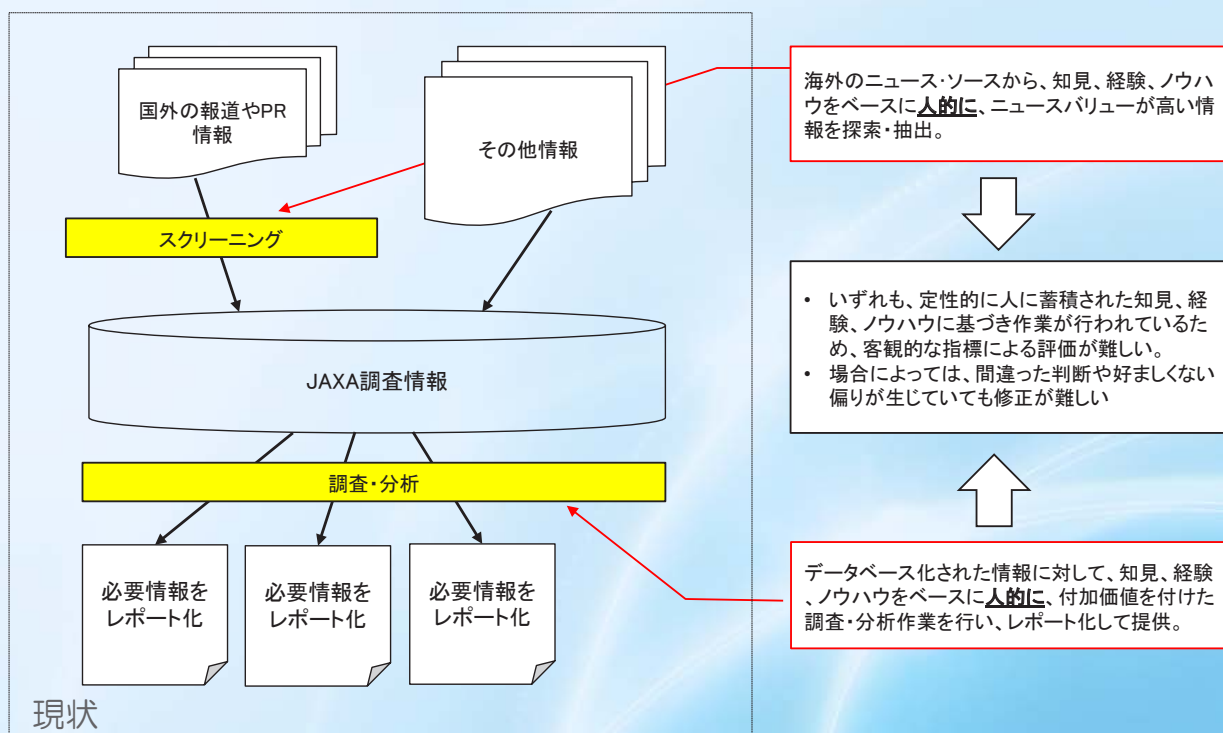 国外の報道やPR
情報
その他情報
スクリーニング
JAXA調査情報
調査・分析
必要情報を
レポート化
必要情報を
レポート化
必要情報を
レポート化
現状
海外のニュース・ソースから、知見、経験、ノウハ
ウをベースに人的に、ニュースバリューが高い情
報を探索・抽出。
• いずれも、定性的に人に蓄積された知見、経
験、ノウハウに基づき作業が行われているた
め、客観的な指標による評価が難しい。
• 場合によっては、間違った判断や好ましくない
偏りが生じていても修正が難しい
データベース化された情報に対して、知見、経験
、ノウハウをベースに人的に、付加価値を付けた
調査・分析作業を行い、レポート化して提供。